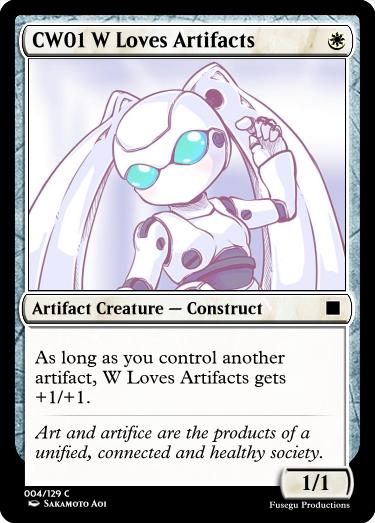 CW01 W Loves Artifacts
Artifact Creature — Construct
As long as you control another
artifact, W Loves Artifacts gets
+1/+1.
Art and artifice are the products of a
unified, connected and healthy society.
1/1
004/129 C
Sakamoto Aoi
Fusegu Productions